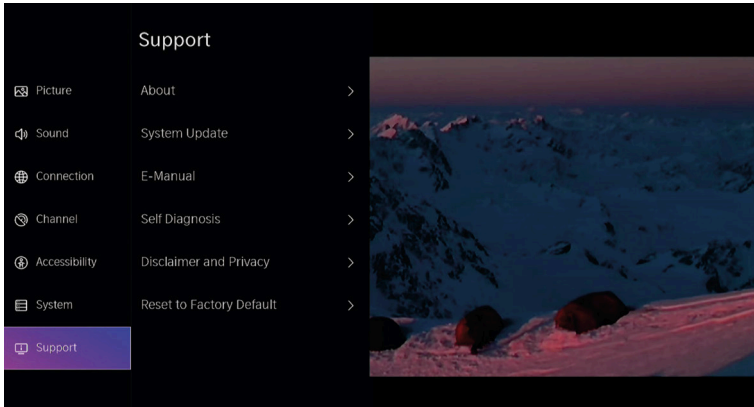 Support
Picture
Sound
Connection
Channel
Accessibility
System
Support
About
System Update
E-Manual
Self Diagnosis
Disclaimer and Privacy
Reset to Factory Default